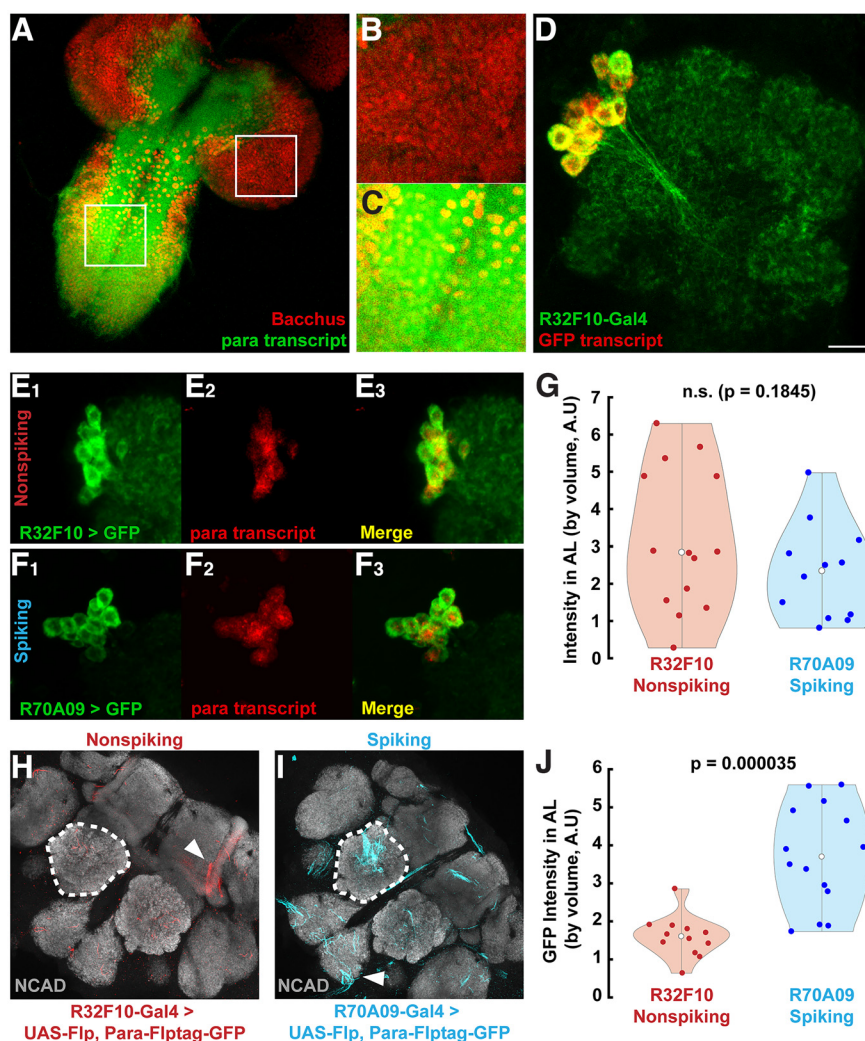 A
Bacchus
para transcript
B
C
D
R32F10-Gal4
GFP transcript
E1
E2
E3
Nonspiking
R32F10 > GFP
para transcript
Merge
F1
F2
F3
Spiking
R70A09 > GFP
para transcript
Merge
G
n.s. (p = 0.1845)
Intensity in AL (by volume, A.U)
7
6
5
4
3
2
1
0
R32F10
Nonspiking
R70A09
Spiking
Nonspiking
H
NCAD
R32F10-Gal4 >
UAS-Flp, Para-Flptag-GFP
Spiking
I
NCAD
R70A09-Gal4 >
UAS-Flp, Para-Flptag-GFP
J
p = 0.000035
GFP Intensity in AL
(by volume, A.U)
6
5
4
3
2
1
0
R32F10
Nonspiking
R70A09
Spiking